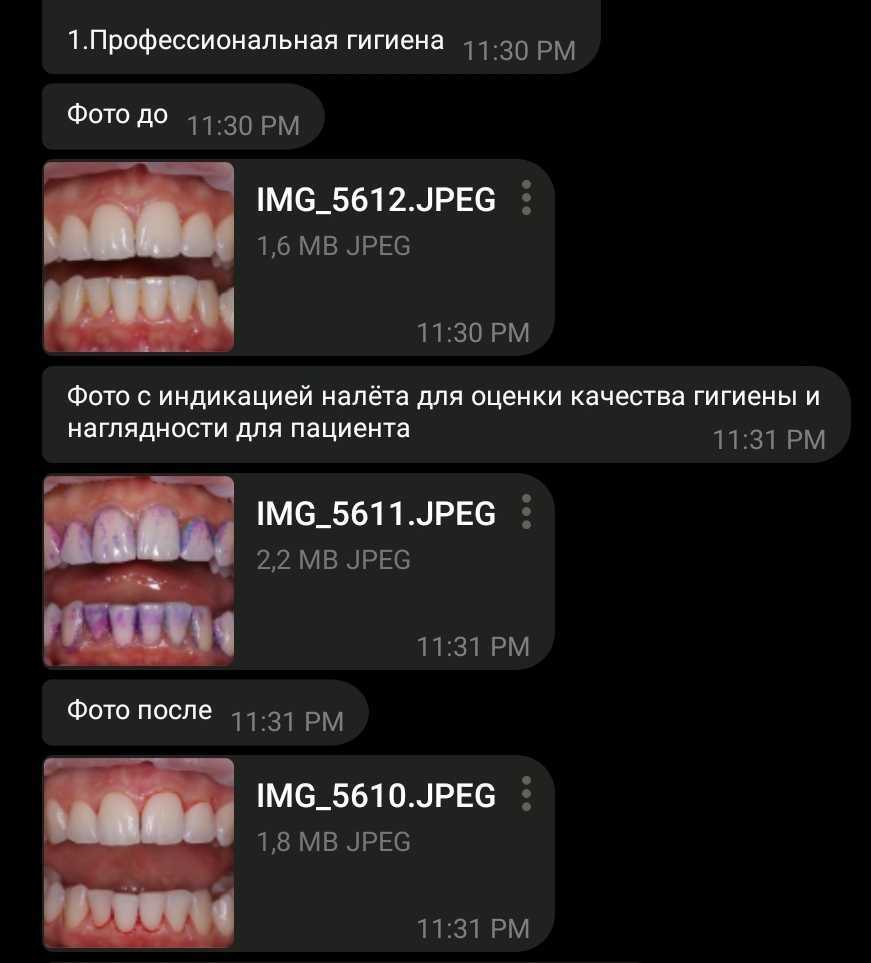 1.Профессиональная гигиена 11:30 PM
Фото до 11:30 PM
IMG_5612.JPEG
1,6 MB JPEG
11:30 PM
Фото с индикацией налёта для оценки качества гигиены и
наглядности для пациента 11:31 PM
IMG_5611.JPEG
2,2 MB JPEG
11:31 PM
Фото после 11:31 PM
IMG_5610.JPEG
1,8 MB JPEG
11:31 PM